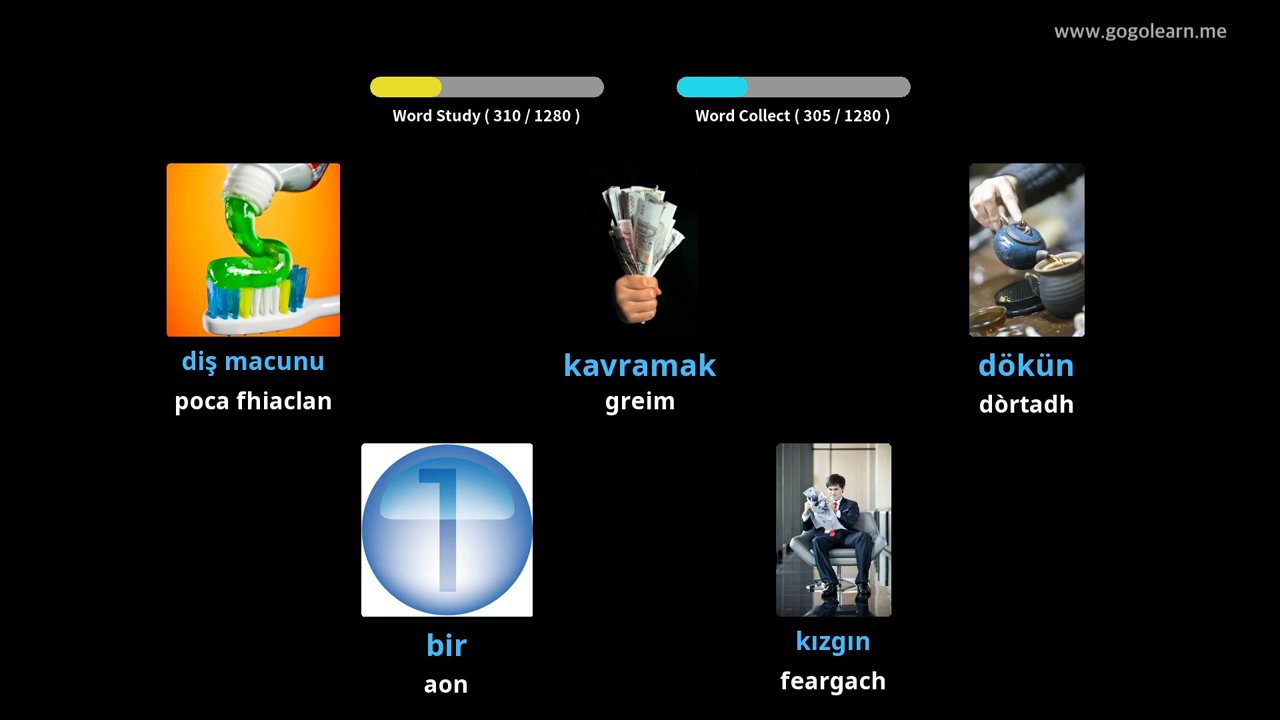 www.gogolearn.me
Word Study ( 310 / 1280 )
Word Collect ( 305 / 1280 )
diş macunu
poca fhiaclan
kavramak
greim
dökün
dòrtadh
1
bir
aon
kızgın
feargach